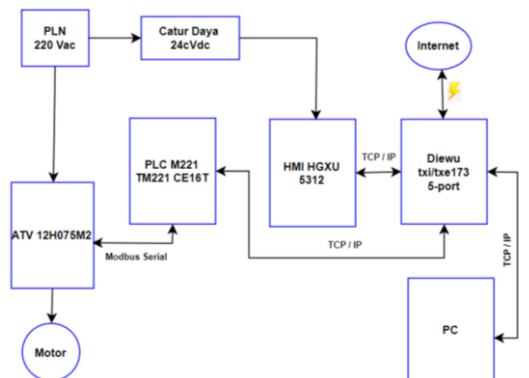 PLN
220 Vac
Catur Daya
24cVdc
Internet
PLC M221
TM221 CE16T
HMI HGXU
5312
TCP / IP
Diewu
txi/txe173
5-port
ATV 12H075M2
Modbus Serial
TCP / IP
TCP / IP
Motor
PC